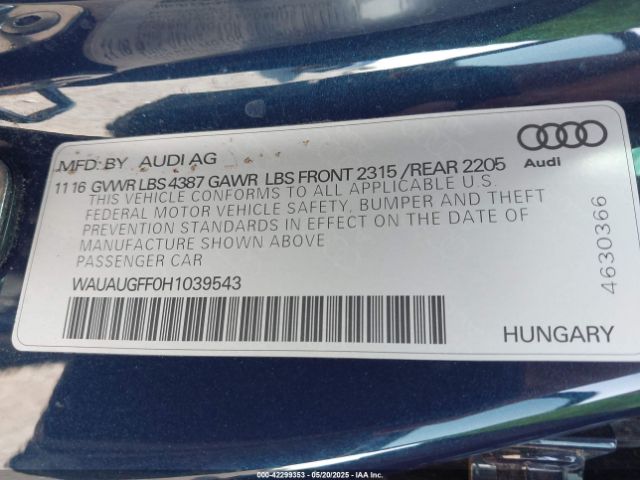 MFD.BY AUDI AG
11 16 GVWR LBS 4387 GAWR LBS FRONT 2315 /REAR 2205
THIS VEHICLE CONFORMS TO ALL APPLICABLE U.S.
FEDERAL MOTOR VEHICLE SAFETY, BUMPER AND THEFT
PREVENTION STANDARDS IN EFFECT ON THE DATE OF
MANUFACTURE SHOWN ABOVE
PASSENGER CAR
WAUAUGFF0H1039543
Audi
4630366
HUNGARY
000-42299353 | 05/20/2025 | IAAI.COM